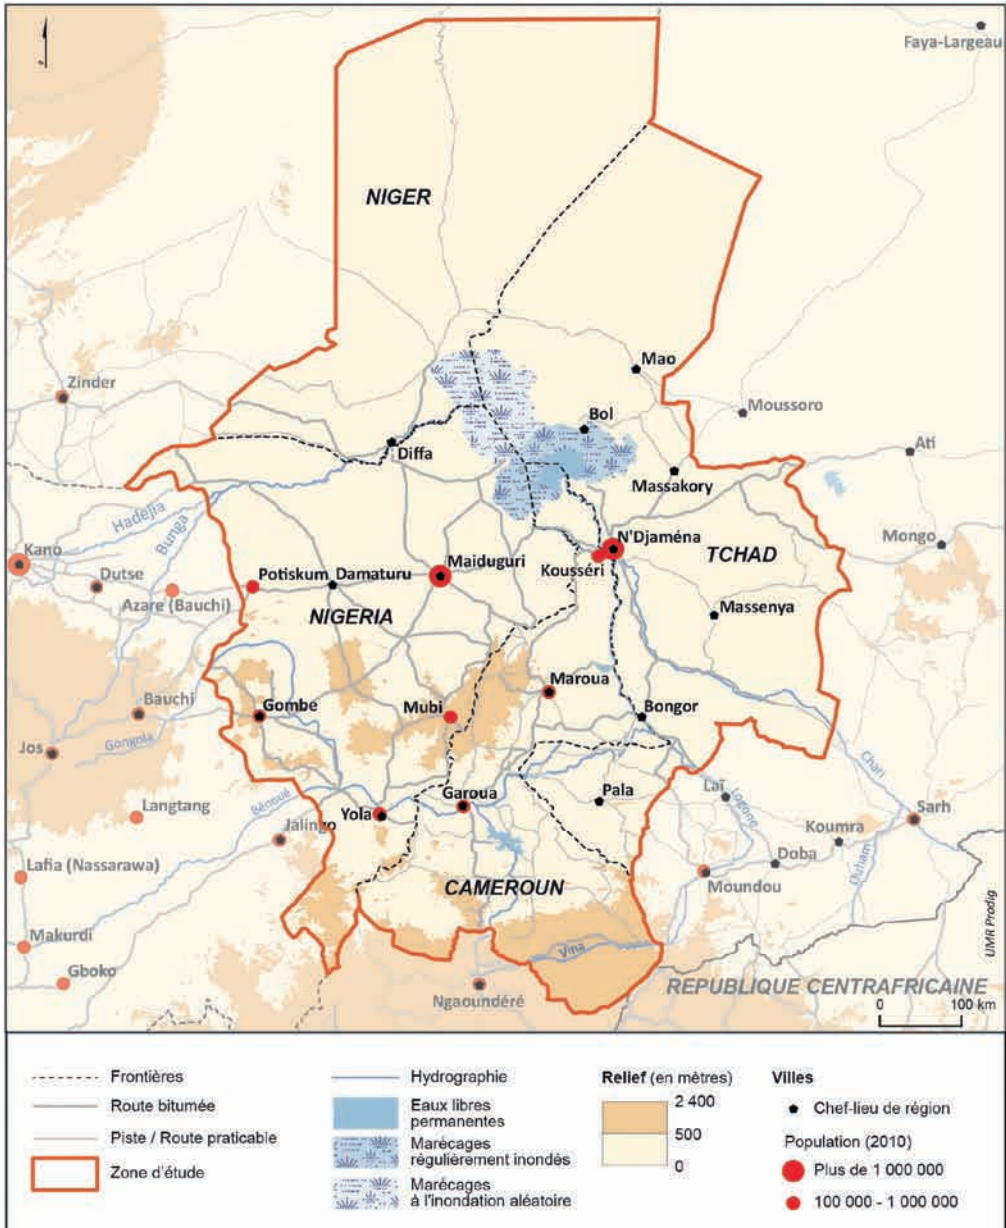 N
Faya-Largeau
NIGER
Mao
Zinder
Moussoro
Bol
Diffa
Ati
Massakory
Hadejia
Bunga
N'Djaména
TCHAD
Kano
Mongo
Kousséri
Maiduguri
Potiskum
Damaturu
Dutse
Azare (Bauchi)
NIGERIA
Massenya
Maroua
Bauchi
Gombe
Mubi
Bongor
Gongola
Jos
Chari
Bénoué
Garoua
Pala
Laï
Logone
Langtang
Yola
Jalingo
Koumra
Sarh
Doba
Ouham
Lafia (Nassarawa)
Moundou
CAMEROUN
Makurdi
Vina
Gboko
Ngaoundéré
REPUBLIQUE CENTRAFRICAINE
UMR Prodig
0 100 km
Frontières
Route bitumée
Piste / Route praticable
Zone d'étude
Hydrographie
Eaux libres
permanentes
Marécages
régulièrement inondés
Marécages
à l'inondation aléatoire
Relief (en mètres)
2 400
500
0
Villes
Chef-lieu de région
Population (2010)
Plus de 1 000 000
100 000 - 1 000 000